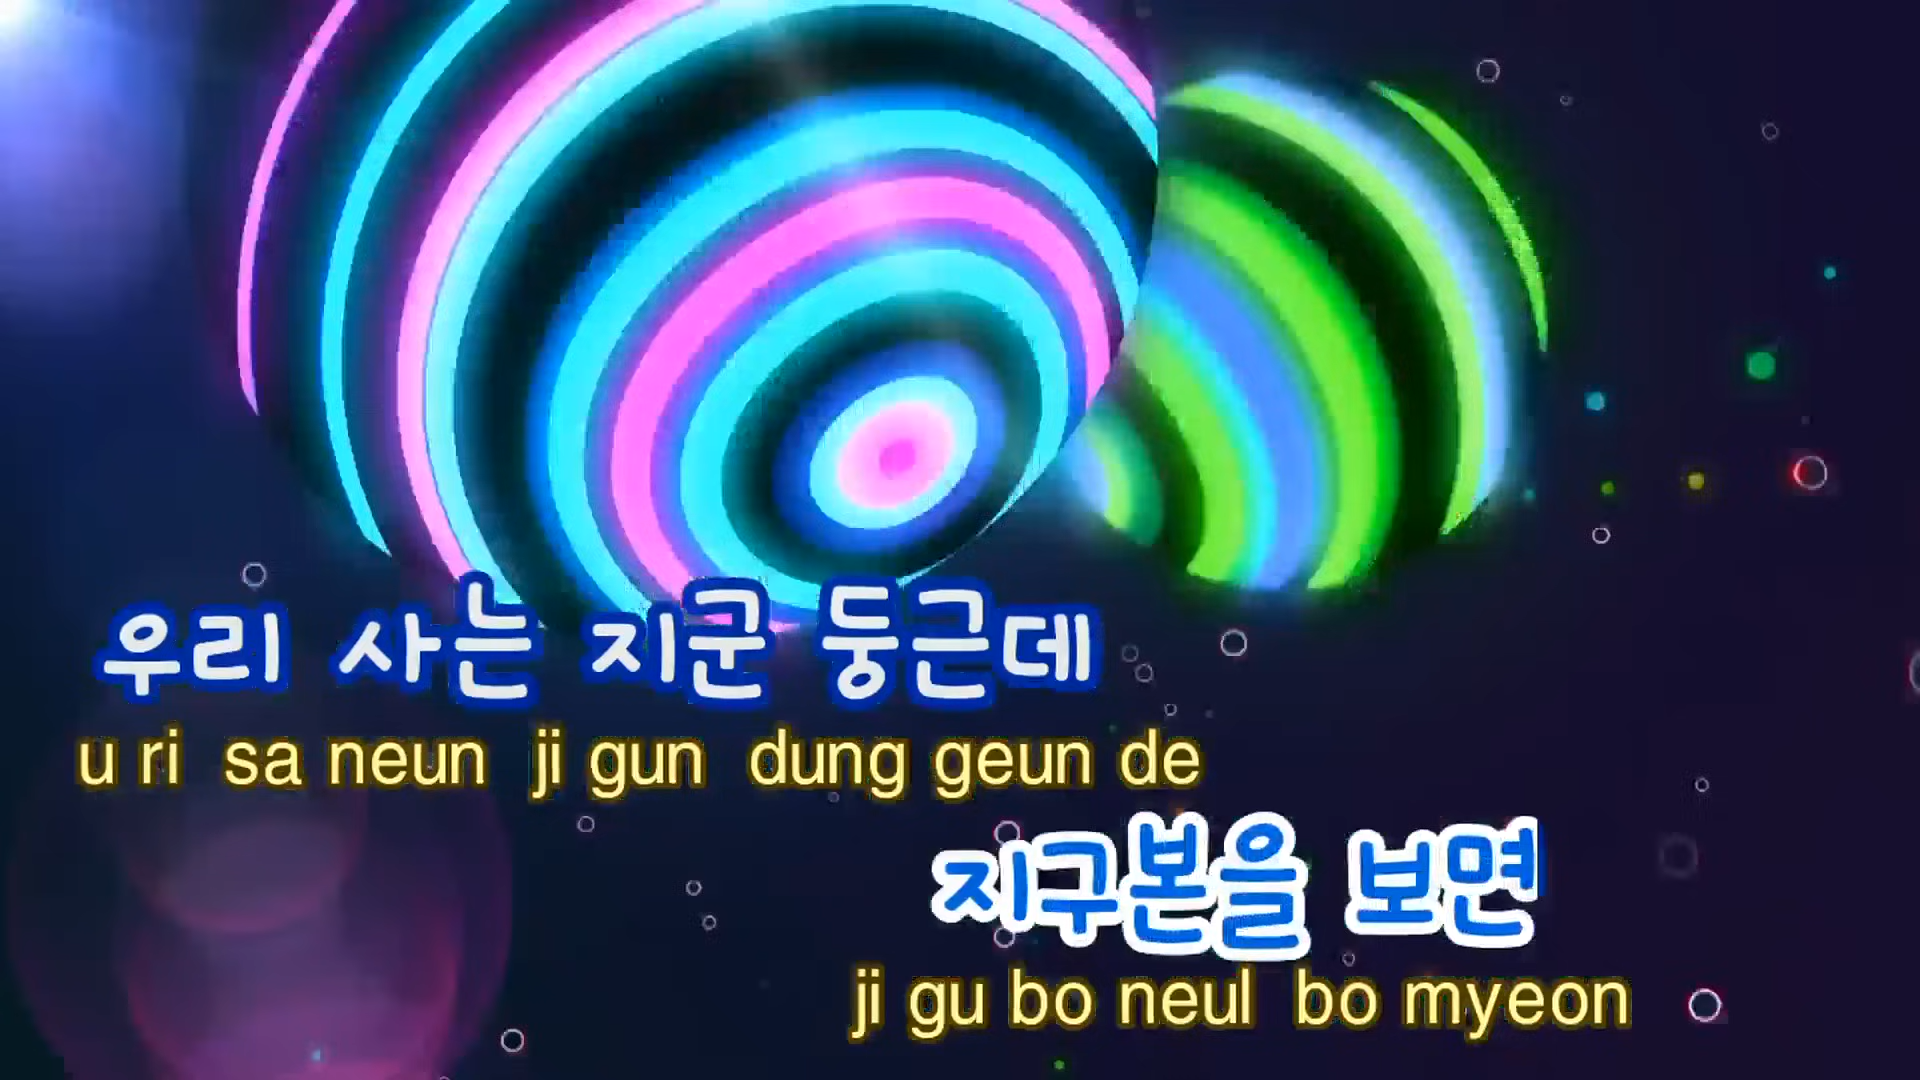 우리 사는 지군 둥근데
u ri sa neun ji gun dung geun de
지구본을 보면
ji gu bo neul bo myeon